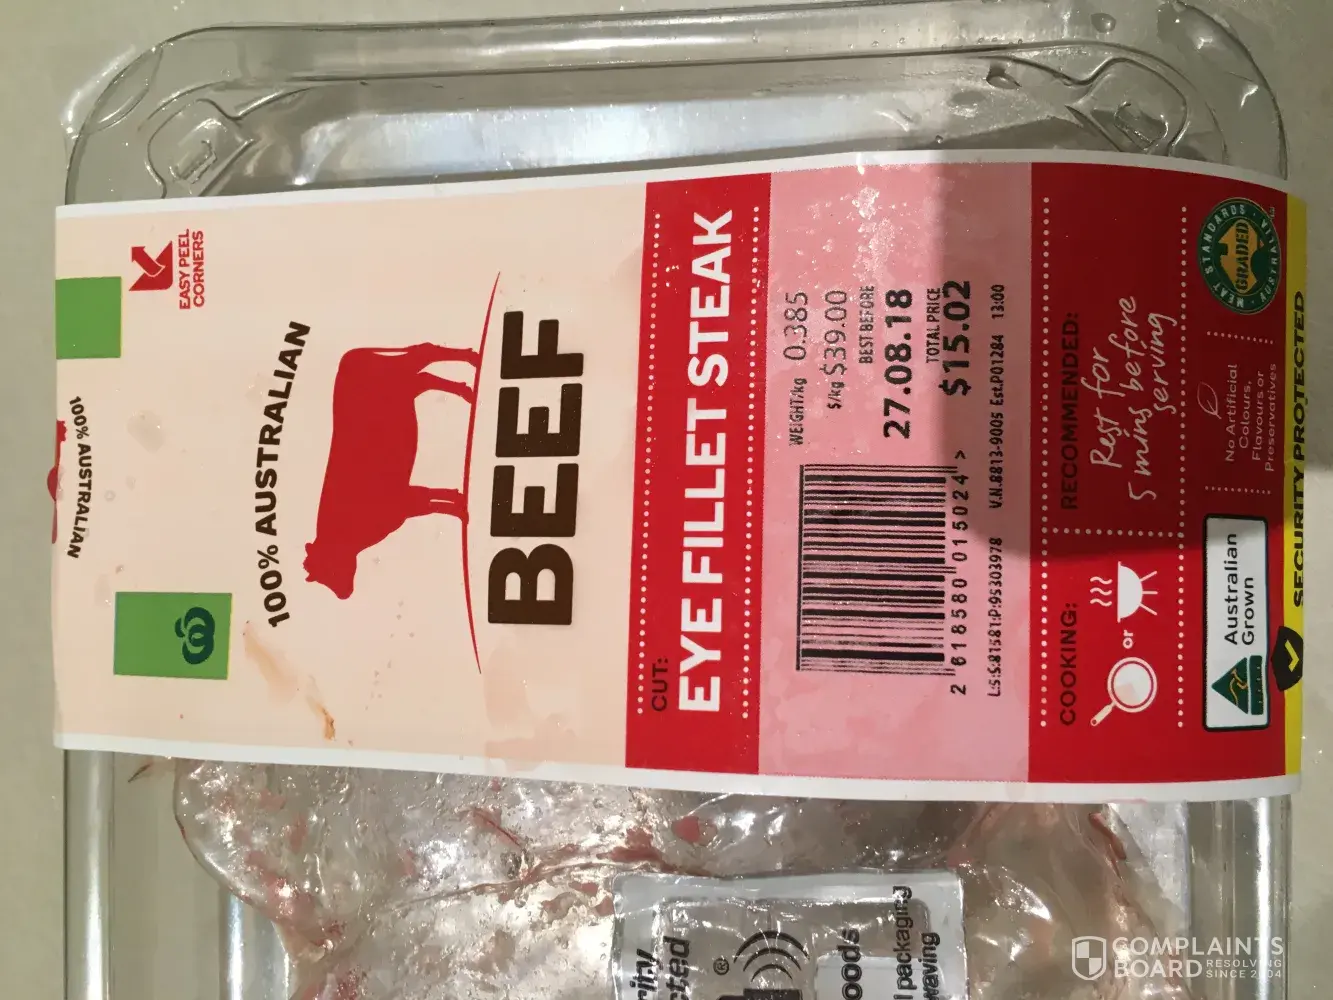 EASY PEEL
CORNERS
100% AUSTRALIAN
100% AUSTRALIAN
BEEF
CUT:
EYE FILLET STEAK
WEIGHT/kg 0.385
$/kg $39.00
BEST BEFORE
27.08.18
TOTAL PRICE
$15.02
2 618580 015024 >
L:S:S:81581:P:95303978 V.N.8813-9005 Est.P01284 13:00
COOKING:
or
RECOMMENDED:
Rest for
5 mins before
serving
MEAT STANDARDS AUSTRALIA
GRADED
No Artificial
Colours,
Flavours or
Preservatives
Australian
Grown
SECURITY PROTECTED
®
oods
packaging
COMPLAINTS
BOARD RESOLVING
SINCE 2004